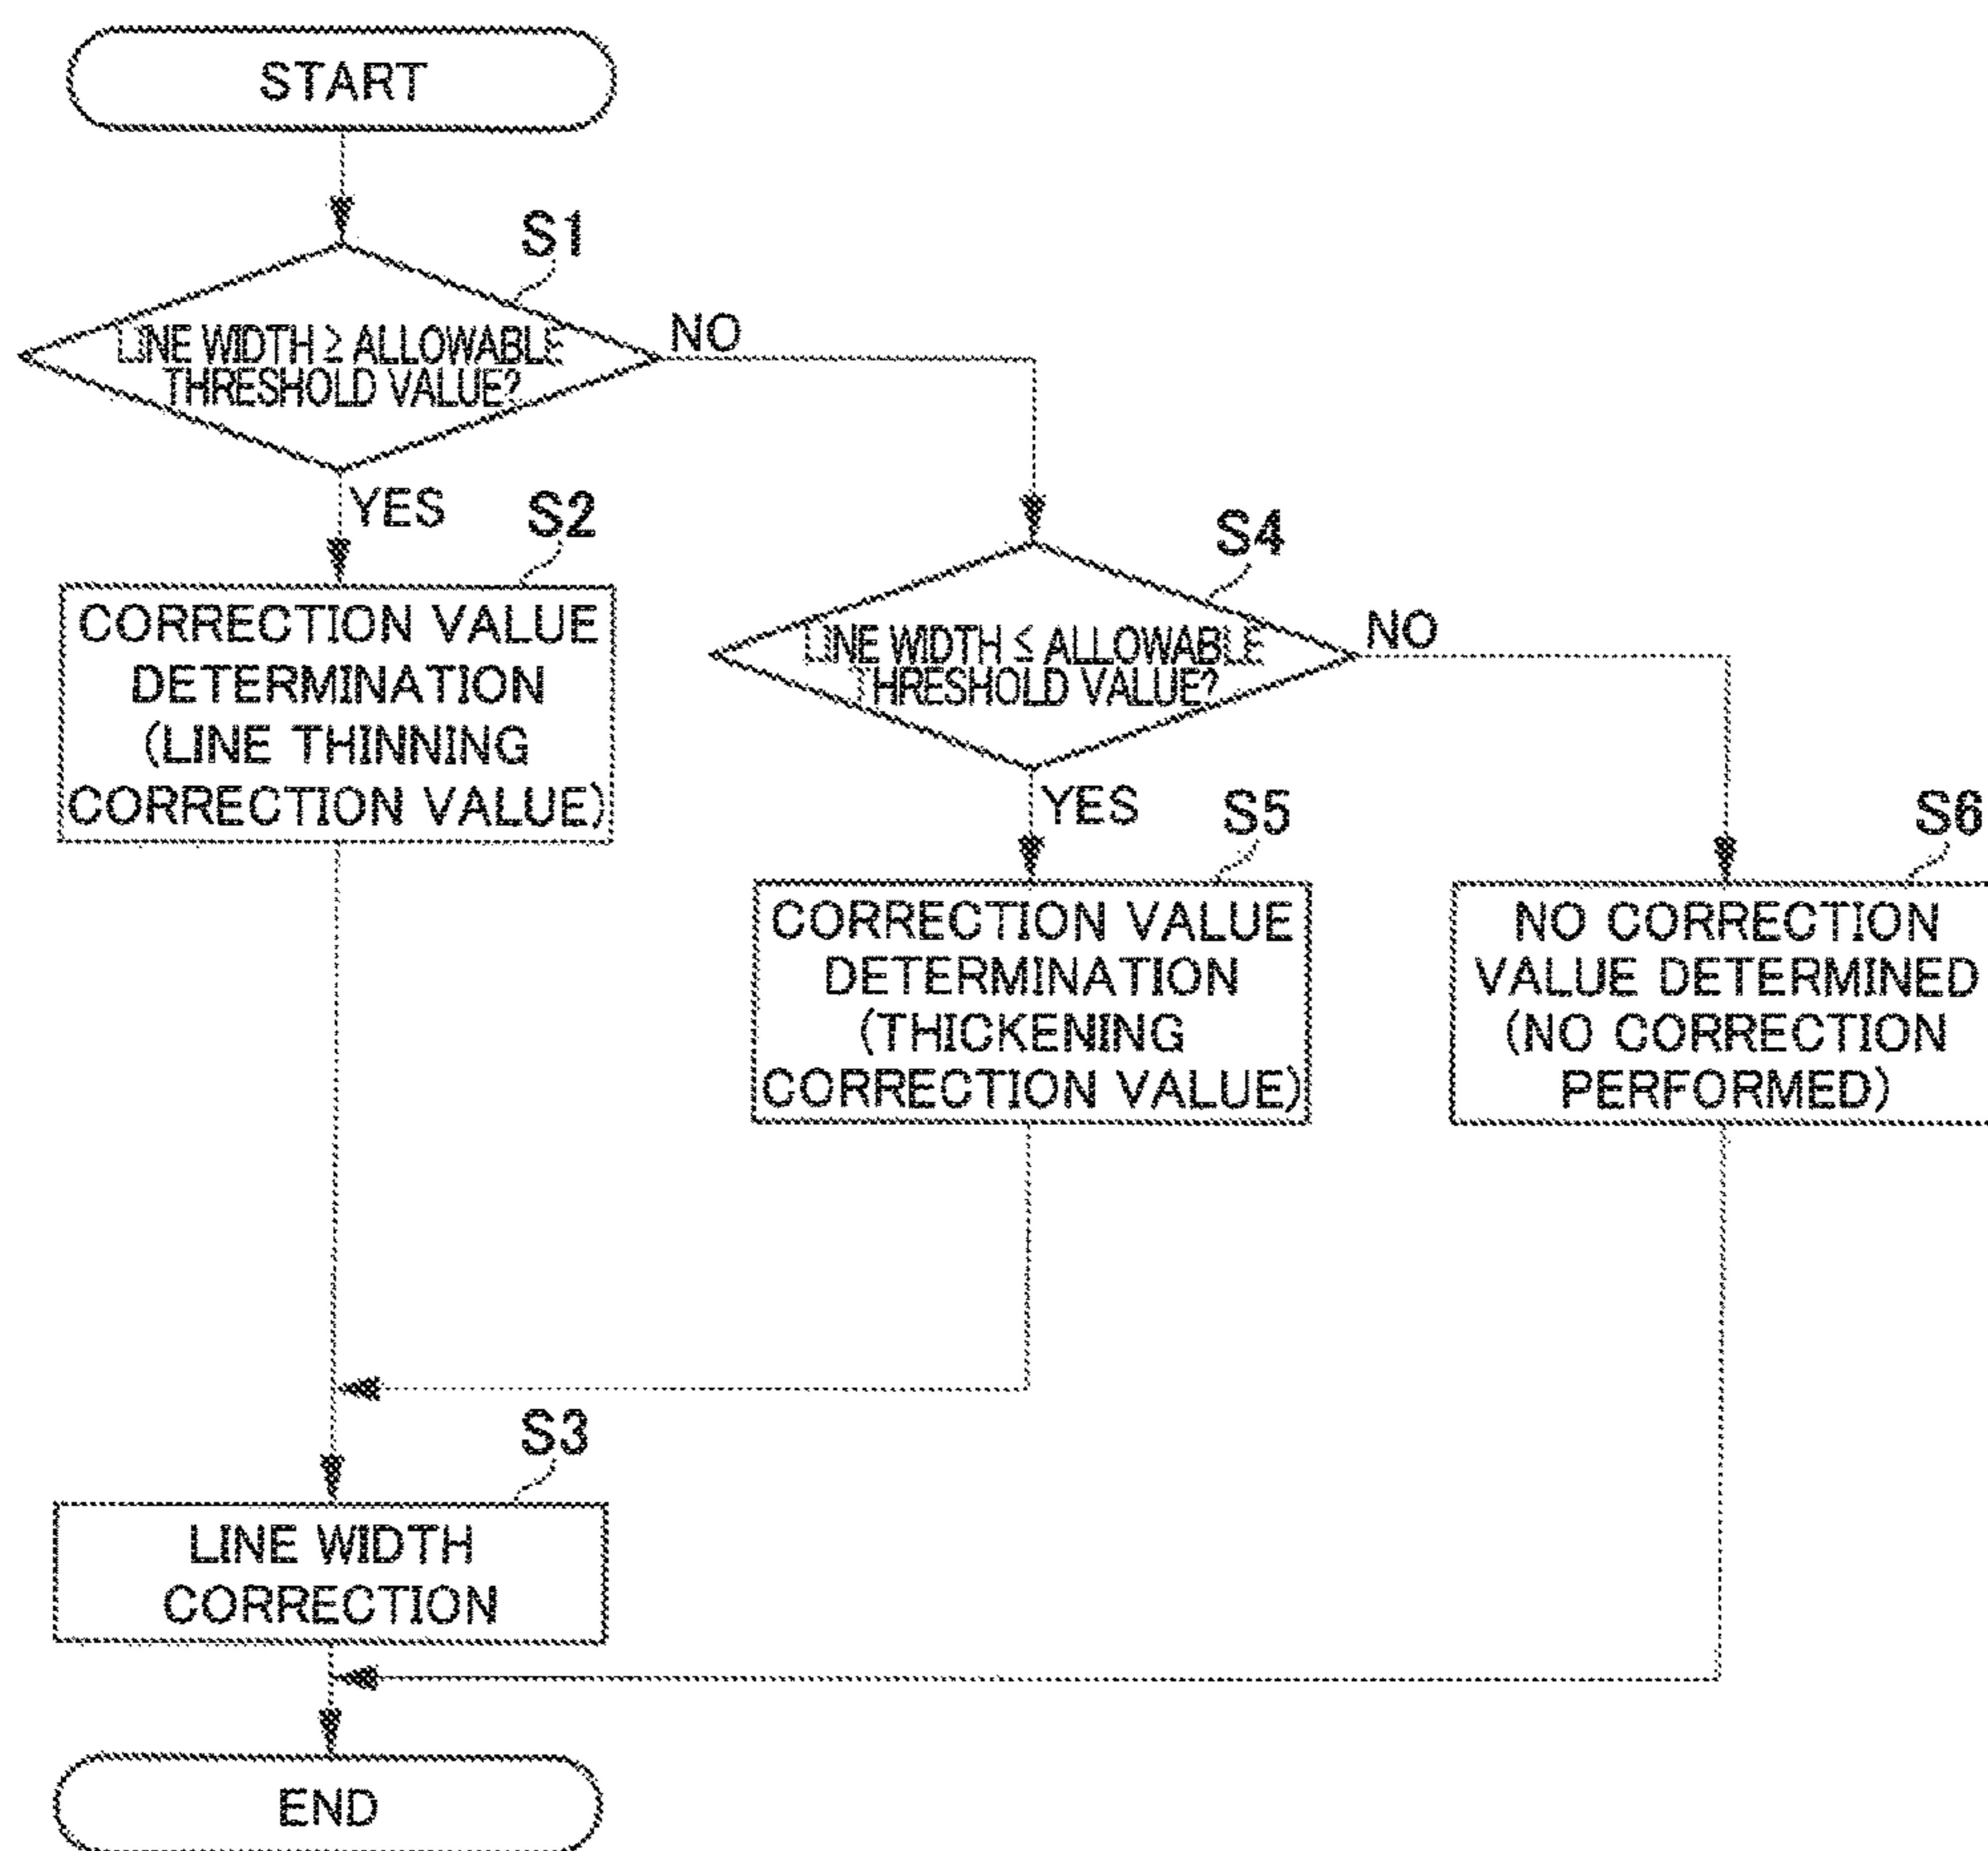 START
S1
LINE WIDTH ≥ ALLOWABLE
THRESHOLD VALUE?
NO
YES
S2
CORRECTION VALUE
DETERMINATION
(LINE THINNING
CORRECTION VALUE)
S4
LINE WIDTH ≤ ALLOWABLE
THRESHOLD VALUE?
NO
YES
S5
CORRECTION VALUE
DETERMINATION
(THICKENING
CORRECTION VALUE)
S6
NO CORRECTION
VALUE DETERMINED
(NO CORRECTION
PERFORMED)
S3
LINE WIDTH
CORRECTION
END